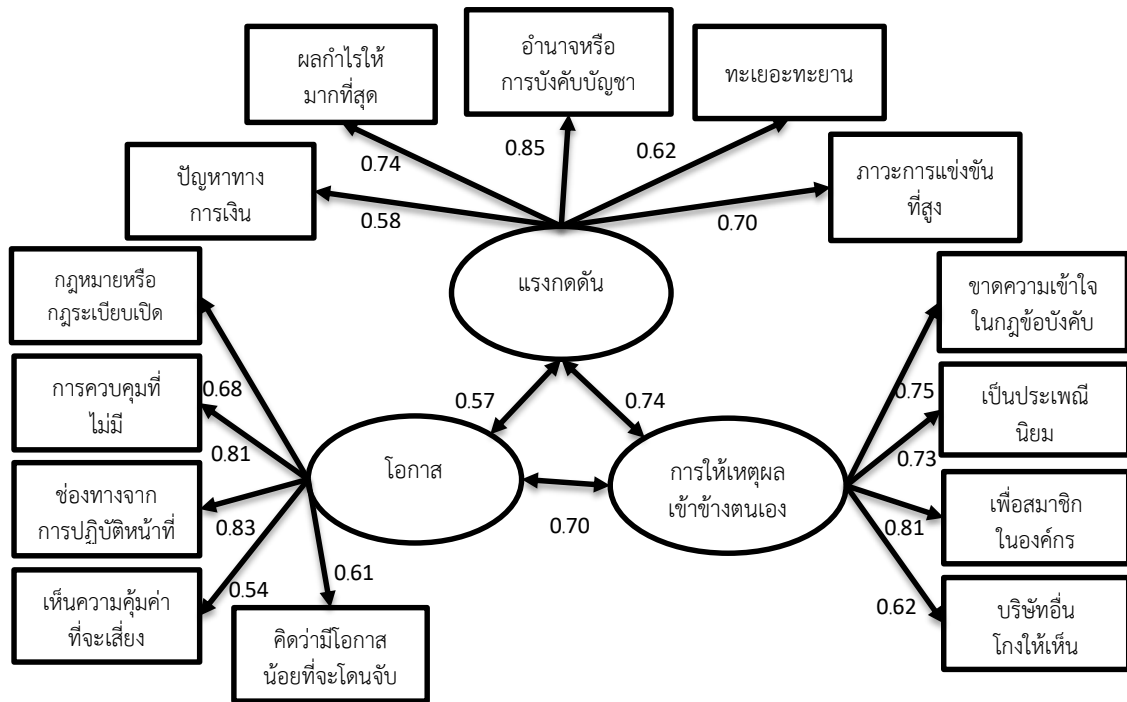 ผลกำไรให้
มากที่สุด
อำนาจหรือ
การบังคับบัญชา
ทะเยอะทะยาน
ปัญหาทาง
การเงิน
ภาวะการแข่งขัน
ที่สูง
0.74
0.85
0.62
0.58
0.70
แรงกดดัน
กฎหมายหรือ
กฎระเบียบเปิด
การควบคุมที่
ไม่มี
ช่องทางจาก
การปฏิบัติหน้าที่
เห็นความคุ้มค่า
ที่จะเสี่ยง
คิดว่ามีโอกาส
น้อยที่จะโดนจับ
0.68
0.81
0.83
0.54
0.61
โอกาส
0.57
0.74
0.70
การให้เหตุผล
เข้าข้างตนเอง
0.75
0.73
0.81
0.62
ขาดความเข้าใจ
ในกฎข้อบังคับ
เป็นประเพณี
นิยม
เพื่อสมาชิก
ในองค์กร
บริษัทอื่น
โกงให้เห็น